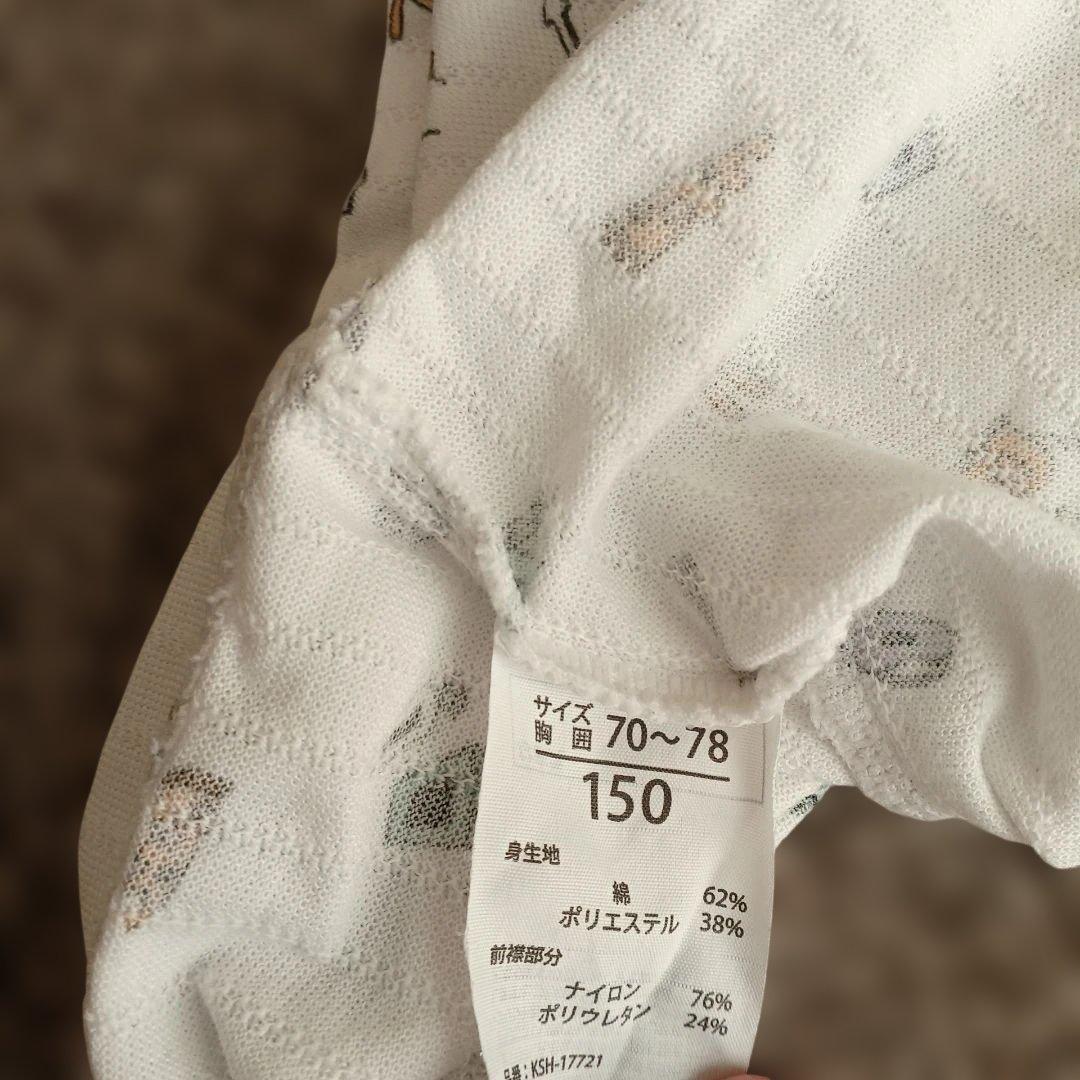 サイズ
胸 囲 70～78
150
身生地
綿 62%
ポリエステル 38%
前襟部分
ナイロン 76%
ポリウレタン 24%
品番：KSH-17721